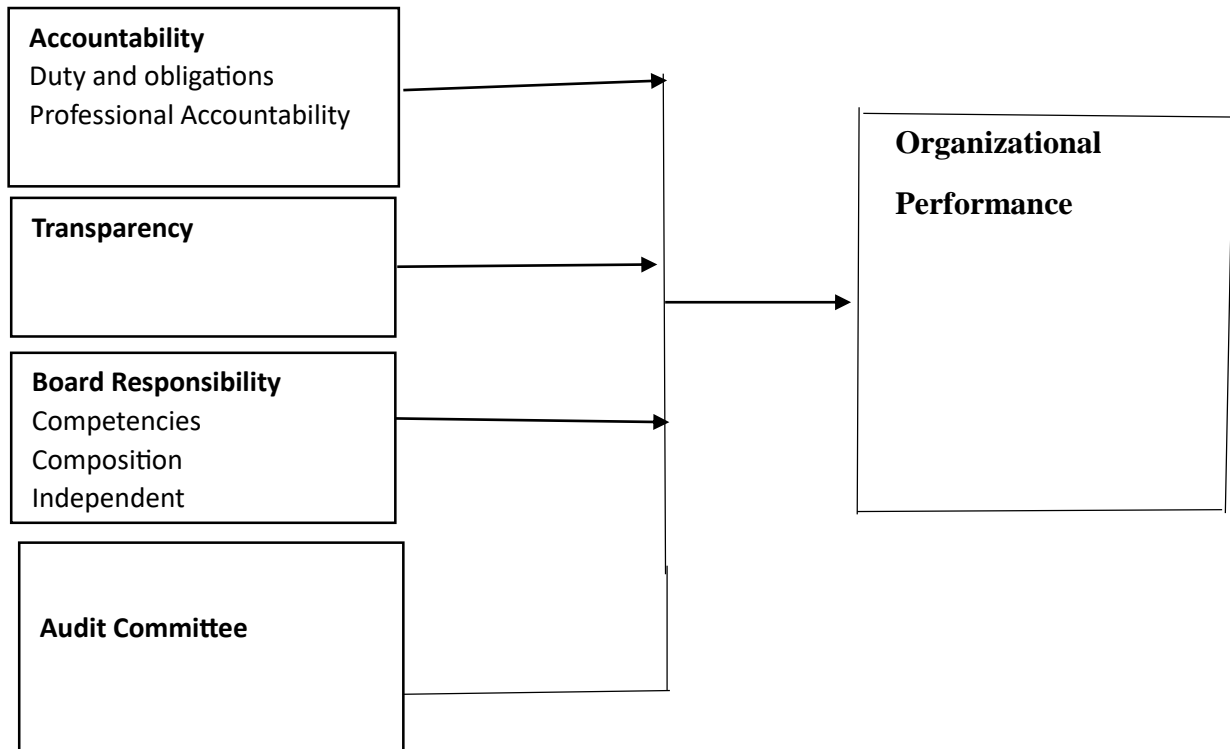 Accountability
Duty and obligations
Professional Accountability
Transparency
Board Responsibility
Competencies
Composition
Independent
Audit Committee
Organizational
Performance